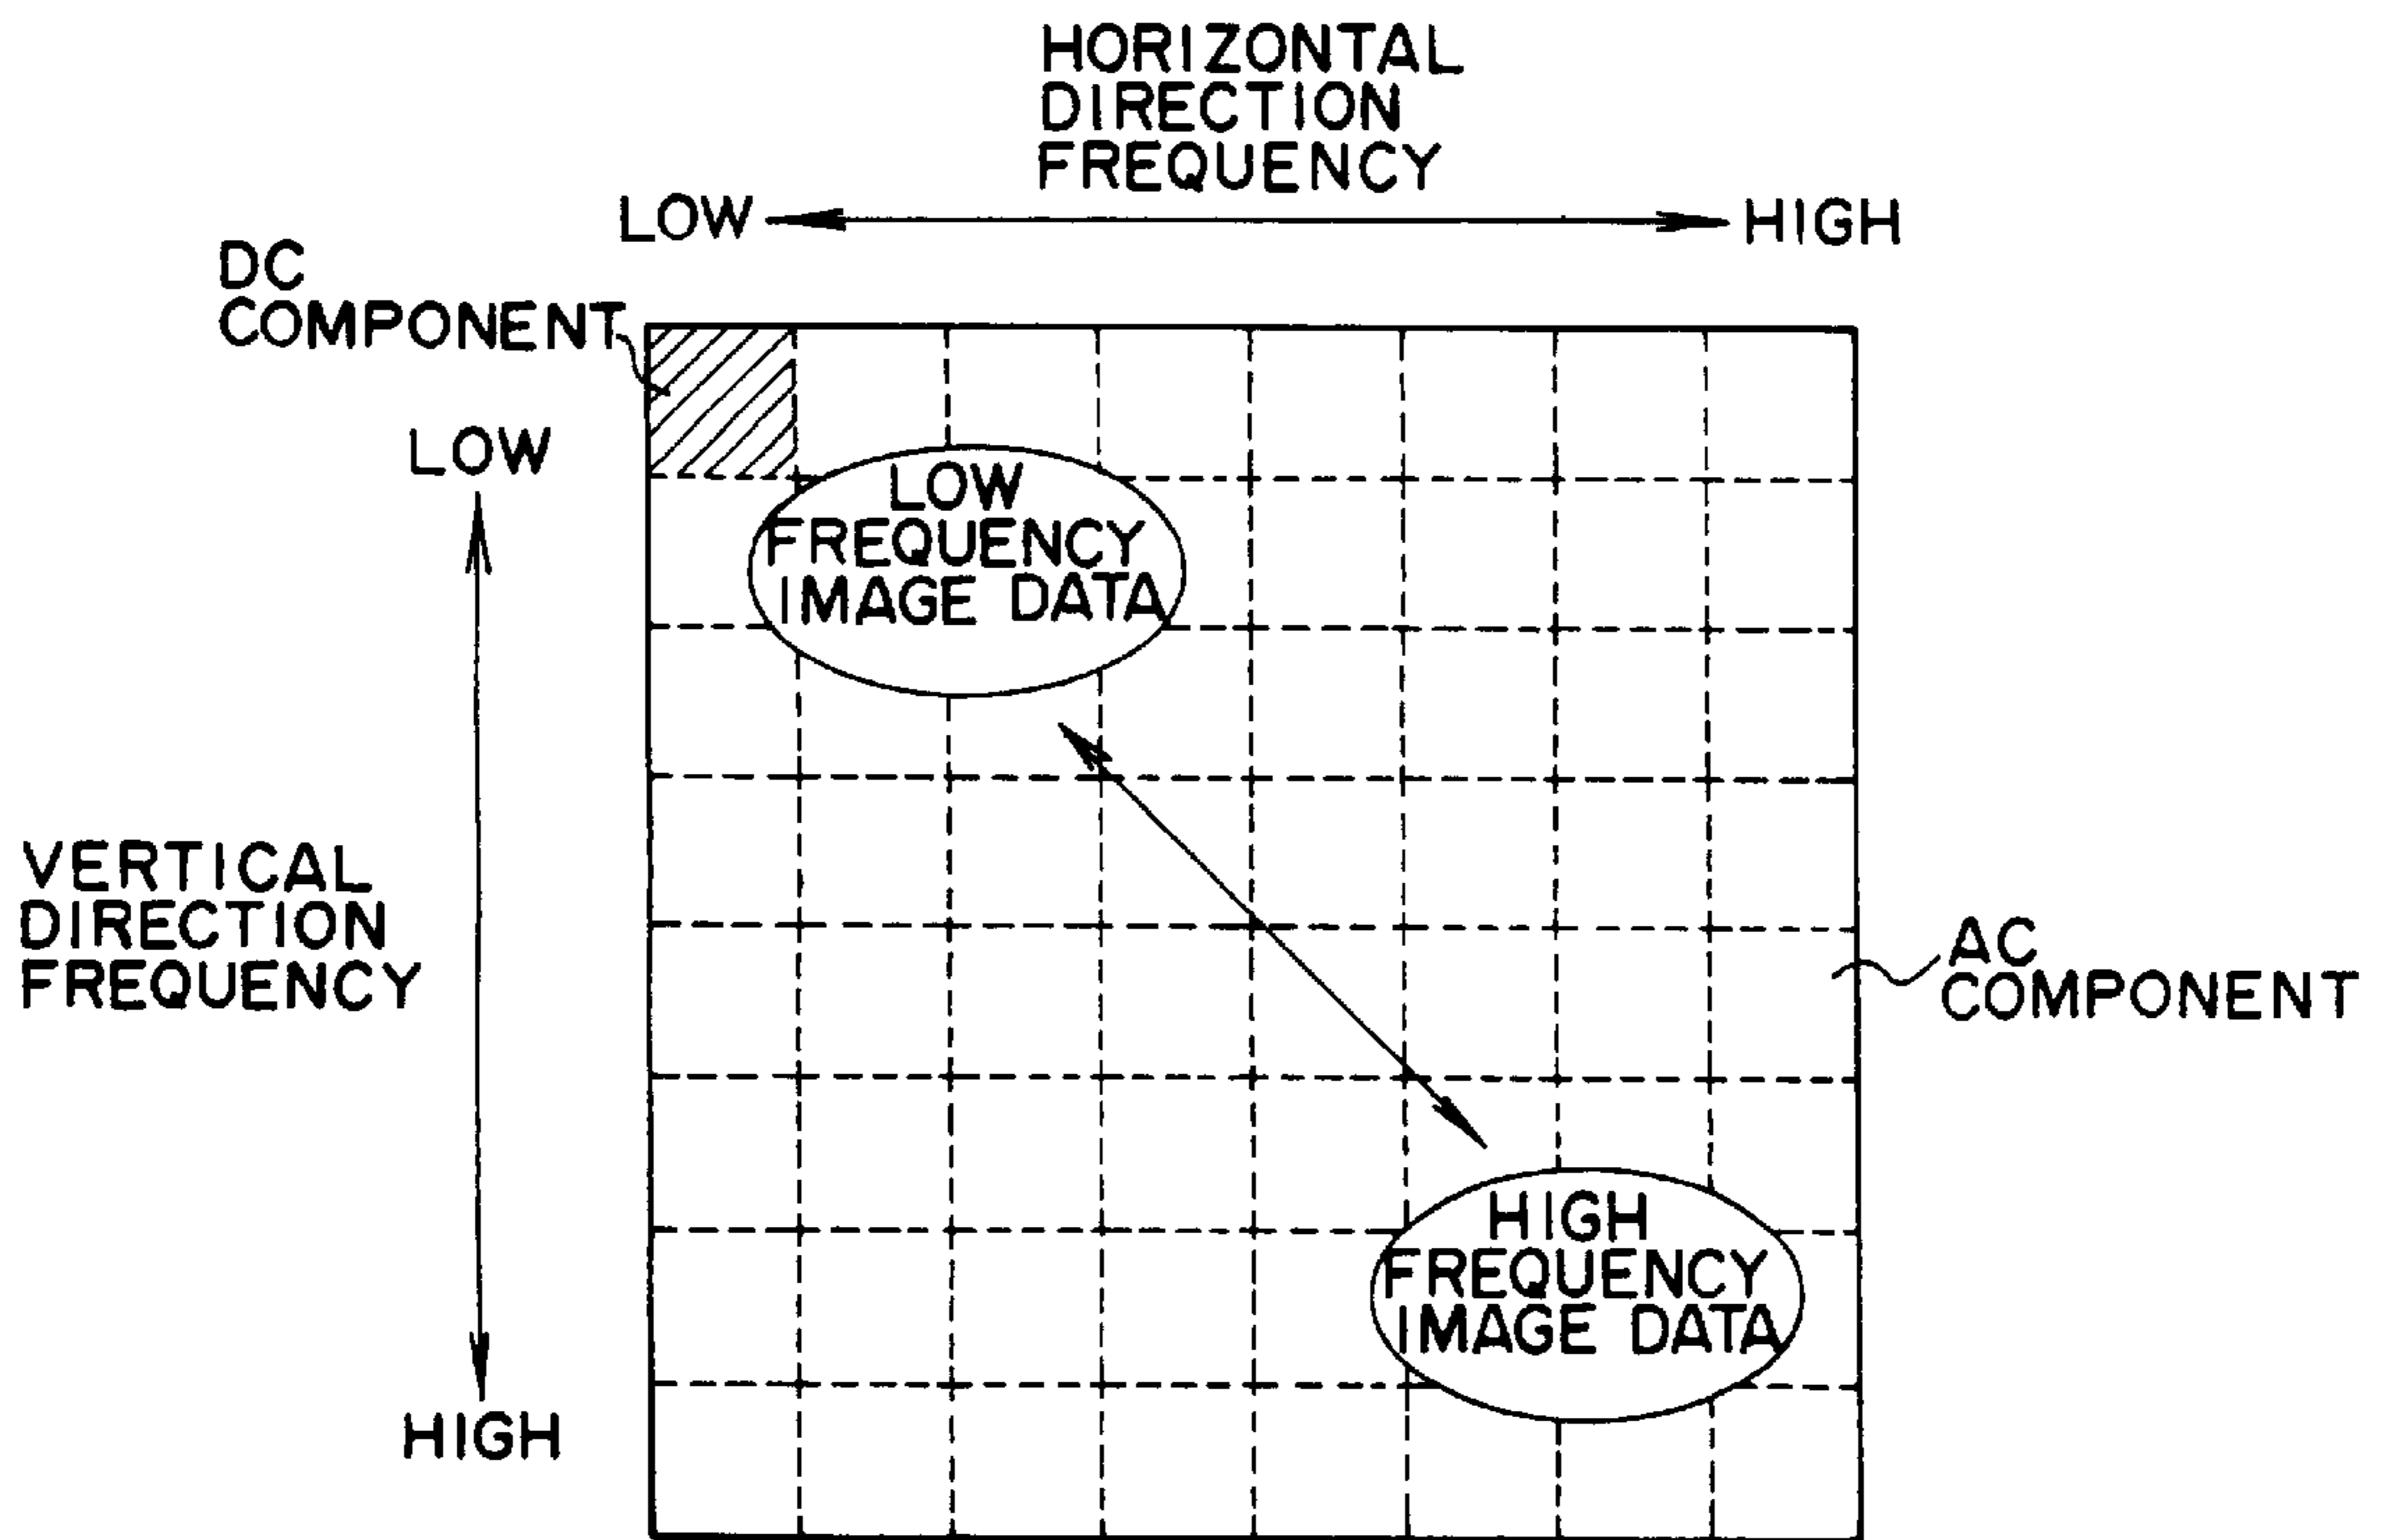 HORIZONTAL
DIRECTION
FREQUENCY
LOW
HIGH
DC
COMPONENT
LOW
LOW
FREQUENCY
IMAGE DATA
VERTICAL
DIRECTION
FREQUENCY
AC
COMPONENT
HIGH
FREQUENCY
IMAGE DATA
HIGH